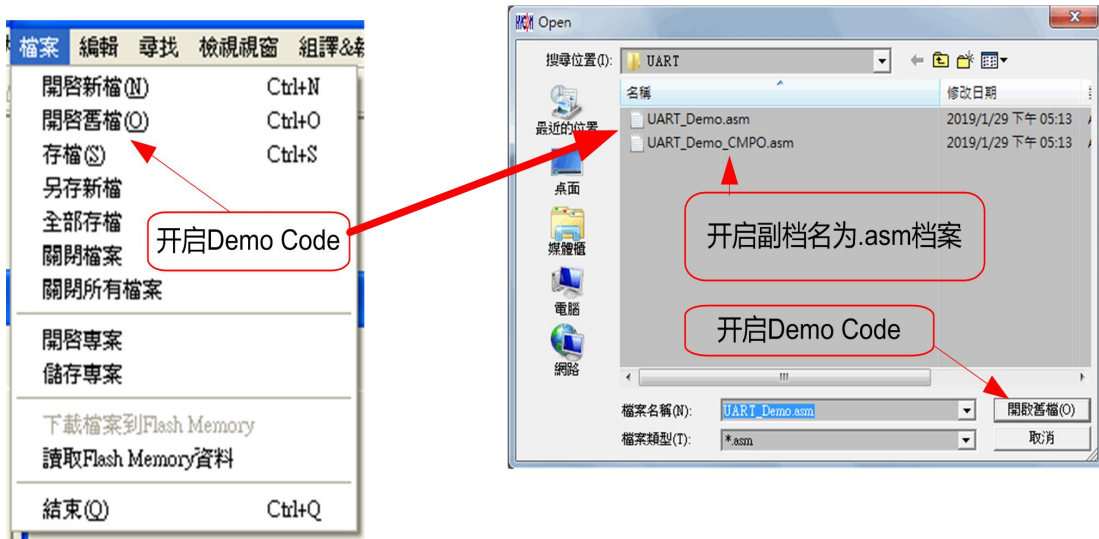 檔案 編輯 尋找 檢視視窗 組譯&
開啓新檔(N) Ctrl+N
開啓舊檔(O) Ctrl+O
存檔(S) Ctrl+S
另存新檔
全部存檔
關閉檔案
關閉所有檔案
開啓專案
儲存專案
下載檔案到Flash Memory
讀取Flash Memory資料
結束(Q) Ctrl+Q
开启Demo Code
Open
搜尋位置(I): UART
名稱 修改日期
UART_Demo.asm 2019/1/29 下午 05:13
UART_Demo_CMPO.asm 2019/1/29 下午 05:13
最近的位置
桌面
媒體櫃
電腦
網路
开启副档名为.asm档案
开启Demo Code
檔案名稱(N): UART_Demo.asm 開啟舊檔(O)
檔案類型(T): *.asm 取消